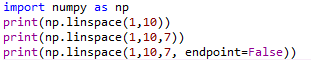 import numpy as np
print(np.linspace(1,10))
print(np.linspace(1,10,7))
print(np.linspace(1,10,7, endpoint=False))